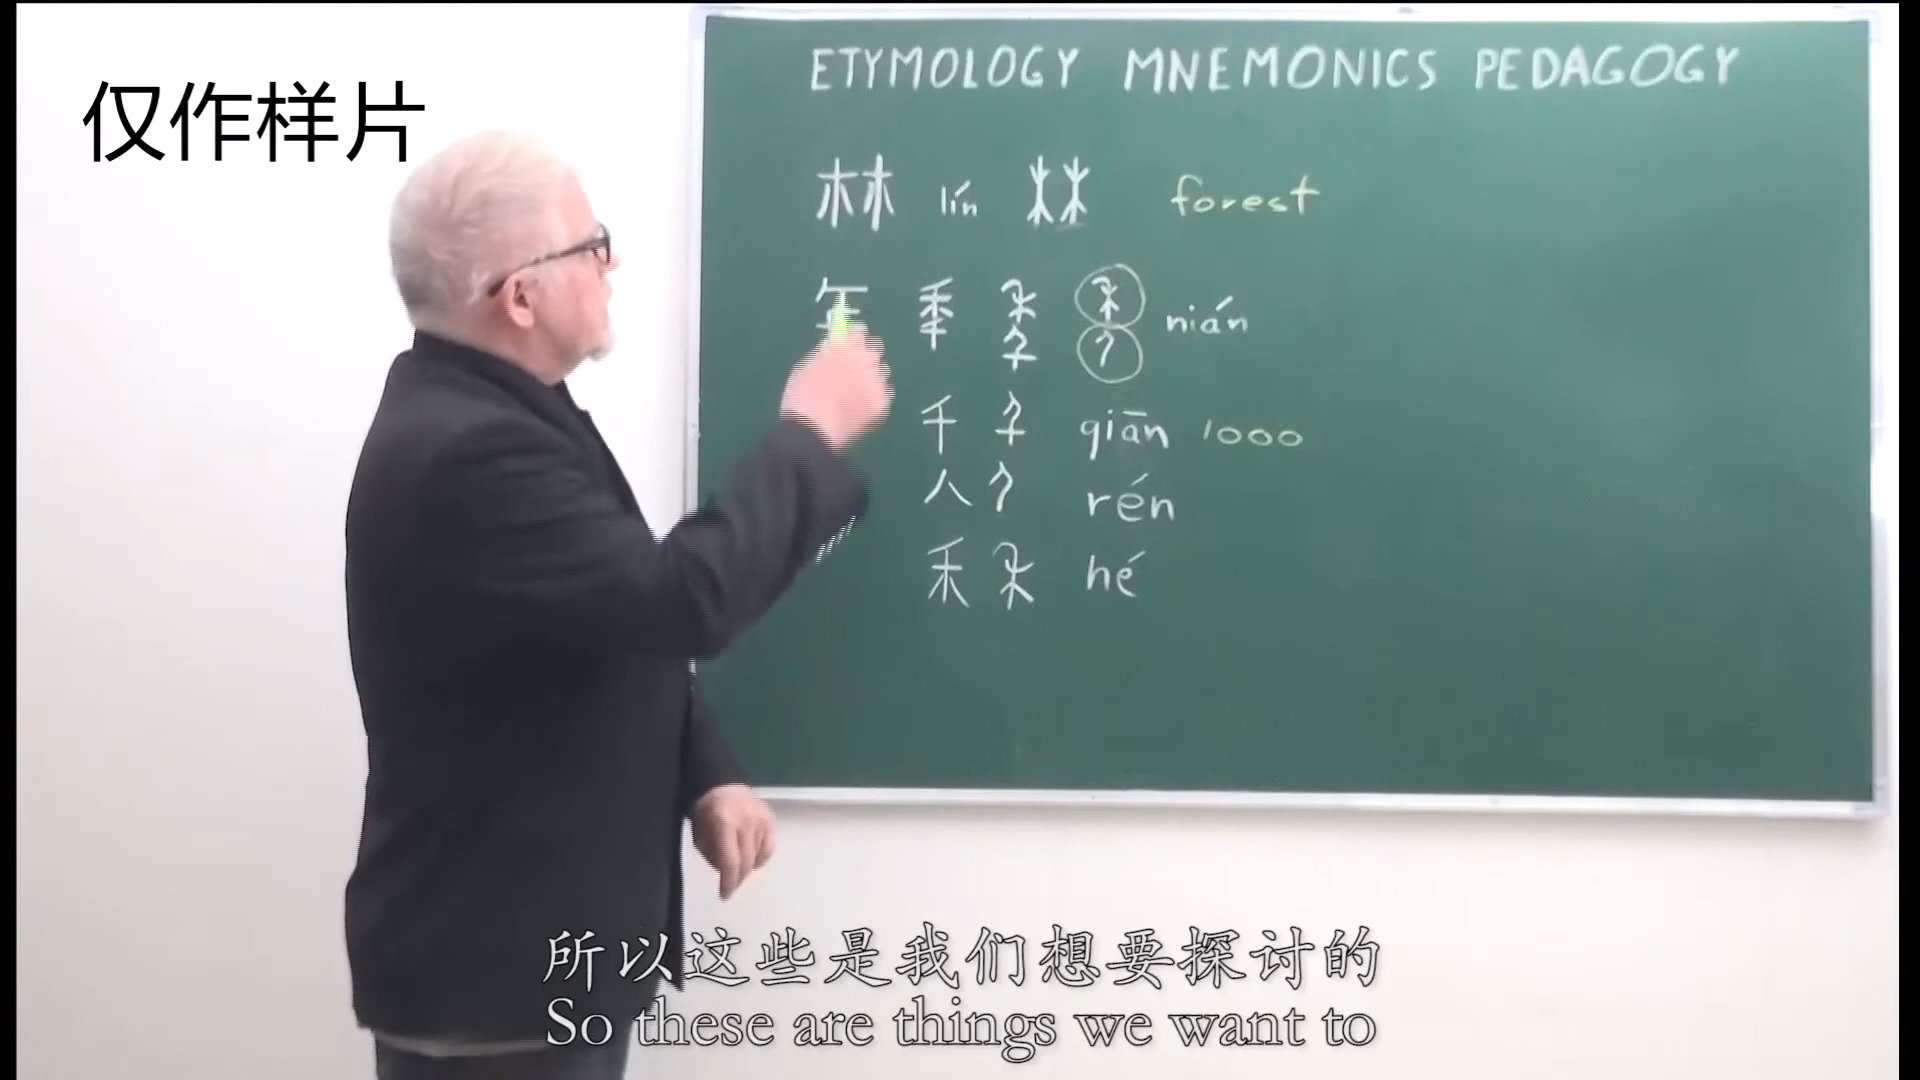 仅作样片
ETYMOLOGY MNEMONICS PEDAGOGY
林 lín forest
年 秊 nián
千 qiān 1000
人 rén
禾 hé
所以这些是我们想要探讨的
So these are things we want to